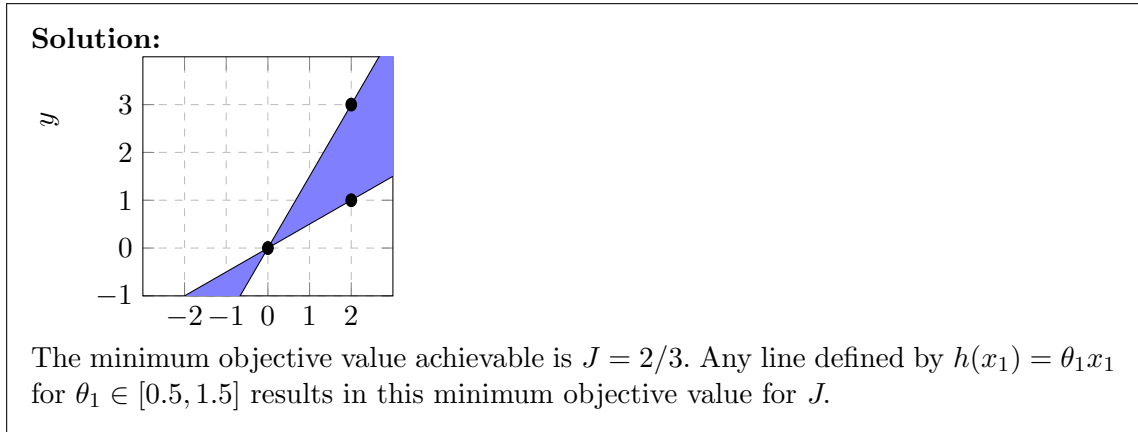 Solution:
3
2
1
0
−1
y
−2 −1 0 1 2
The minimum objective value achievable is J = 2/3. Any line defined by h(x₁) = θ₁x₁
for θ₁ ∈ [0.5, 1.5] results in this minimum objective value for J.